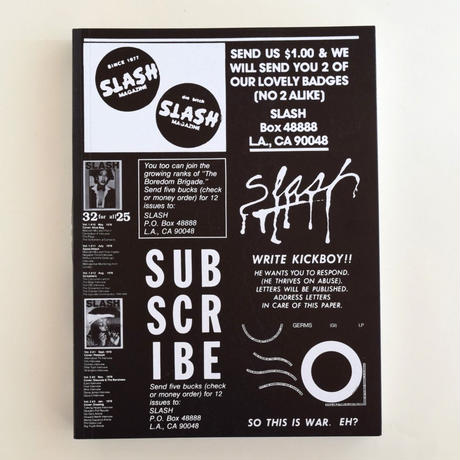 SINCE 1977
SLASH
MAGAZINE
die bitch
SLASH
MAGAZINE
SEND US $1.00 & WE
WILL SEND YOU 2 OF
OUR LOVELY BADGES
(NO 2 ALIKE)
SLASH
Box 48888
L.A., CA 90048
SLASH
32 for all 25
You too can join the
growing ranks of "The
Boredom Brigade."
Send five bucks (check
or money order) for 12
issues to:
SLASH
P.O. Box 48888
L.A., CA 90048
Slash
WRITE KICKBOY!!
HE WANTS YOU TO RESPOND.
(HE THRIVES ON ABUSE).
LETTERS WILL BE PUBLISHED.
ADDRESS LETTERS
IN CARE OF THIS PAPER.
SUB
SCR
IBE
Send five bucks (check
or money order) for 12
issues to:
SLASH
P.O. Box 48888
L.A., CA 90048
SLASH
GERMS (GI) LP
SO THIS IS WAR. EH?